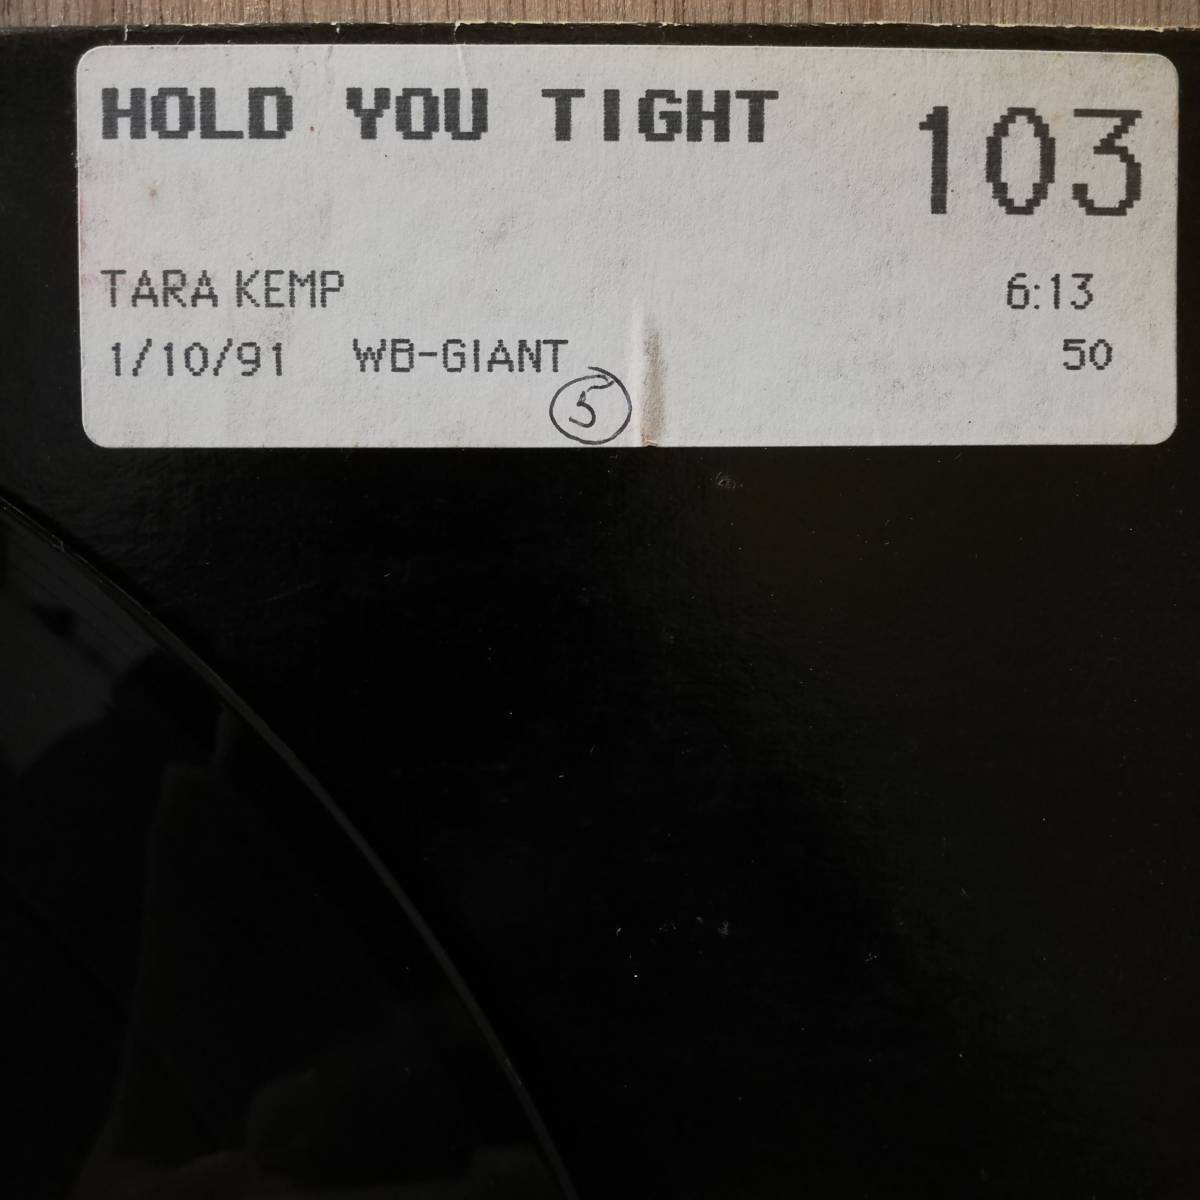 HOLD YOU TIGHT 103
TARA KEMP 6:13
1/10/91 WB-GIANT 50
5